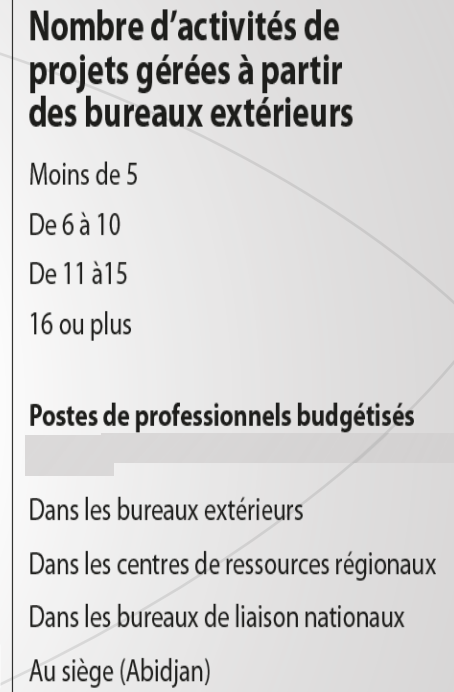 Nombre d’activités de
projets gérées à partir
des bureaux extérieurs
Moins de 5
De 6 à 10
De 11 à15
16 ou plus
Postes de professionnels budgétisés
Dans les bureaux extérieurs
Dans les centres de ressources régionaux
Dans les bureaux de liaison nationaux
Au siège (Abidjan)